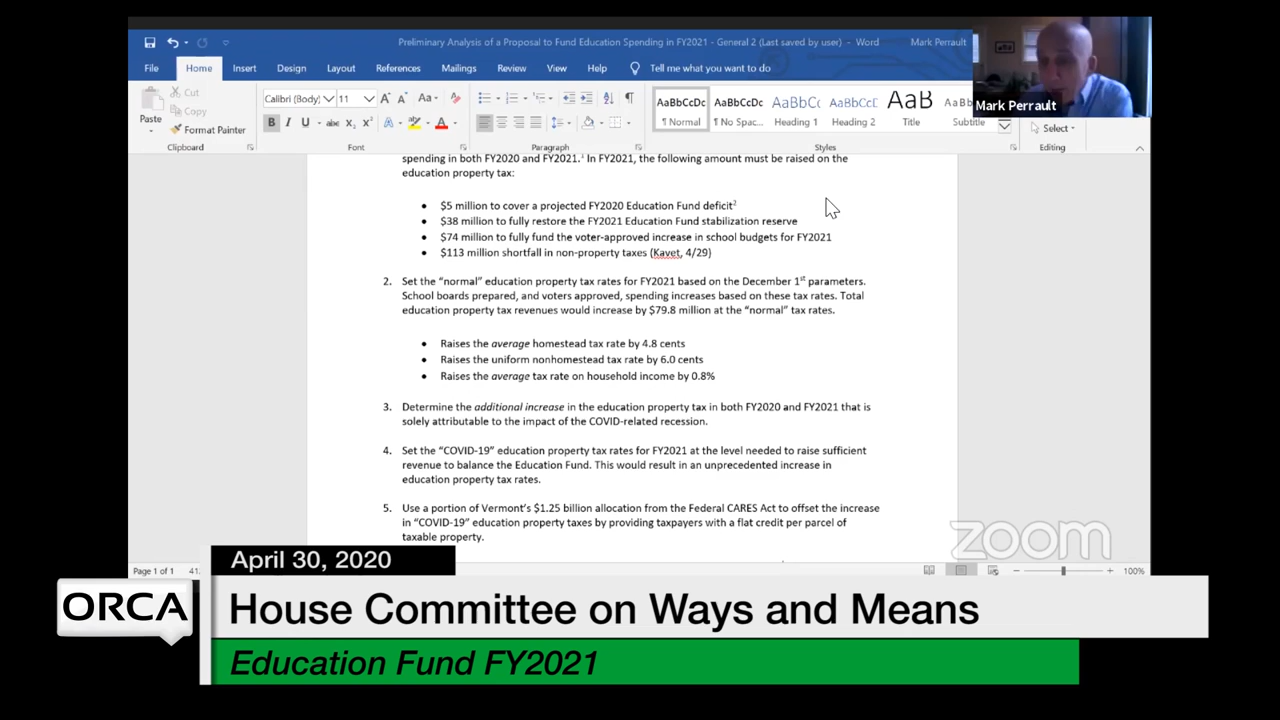 Preliminary Analysis of a Proposal to Fund Education Spending in FY2021 - General 2 (Last saved by user) - Word
Mark Perrault
File Home Insert Design Layout References Mailings Review View Help Tell me what you want to do
Paste
Cut
Copy
Format Painter
Clipboard
Calibri (Body) 11
Font
Paragraph
AaBbCcDc AaBbCcDc AaBbCc AaBbCcD AaB AaBb
¶ Normal ¶ No Spac... Heading 1 Heading 2 Title Subtitle
Styles
Select
Editing
Mark Perrault
spending in both FY2020 and FY2021.1 In FY2021, the following amount must be raised on the
education property tax:
• $5 million to cover a projected FY2020 Education Fund deficit2
• $38 million to fully restore the FY2021 Education Fund stabilization reserve
• $74 million to fully fund the voter-approved increase in school budgets for FY2021
• $113 million shortfall in non-property taxes (Kavet, 4/29)
2. Set the “normal” education property tax rates for FY2021 based on the December 1st parameters.
School boards prepared, and voters approved, spending increases based on these tax rates. Total
education property tax revenues would increase by $79.8 million at the “normal” tax rates.
• Raises the average homestead tax rate by 4.8 cents
• Raises the uniform nonhomestead tax rate by 6.0 cents
• Raises the average tax rate on household income by 0.8%
3. Determine the additional increase in the education property tax in both FY2020 and FY2021 that is
solely attributable to the impact of the COVID-related recession.
4. Set the “COVID-19” education property tax rates for FY2021 at the level needed to raise sufficient
revenue to balance the Education Fund. This would result in an unprecedented increase in
education property tax rates.
5. Use a portion of Vermont’s $1.25 billion allocation from the Federal CARES Act to offset the increase
in “COVID-19” education property taxes by providing taxpayers with a flat credit per parcel of
taxable property.
zoom
Page 1 of 1
100%
April 30, 2020
ORCA
House Committee on Ways and Means
Education Fund FY2021